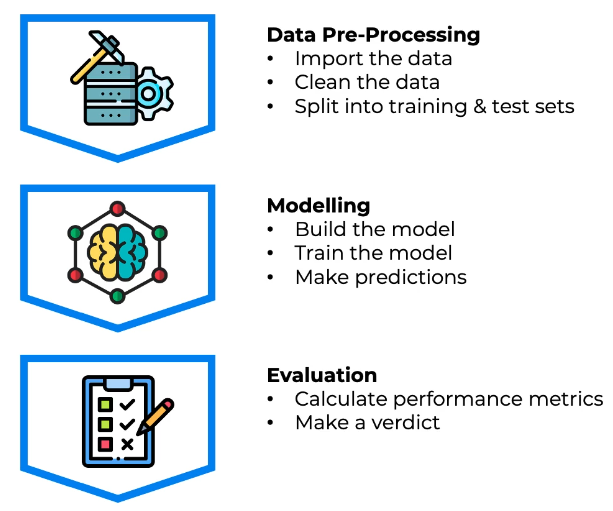 Data Pre-Processing
• Import the data
• Clean the data
• Split into training & test sets
Modelling
• Build the model
• Train the model
• Make predictions
Evaluation
• Calculate performance metrics
• Make a verdict